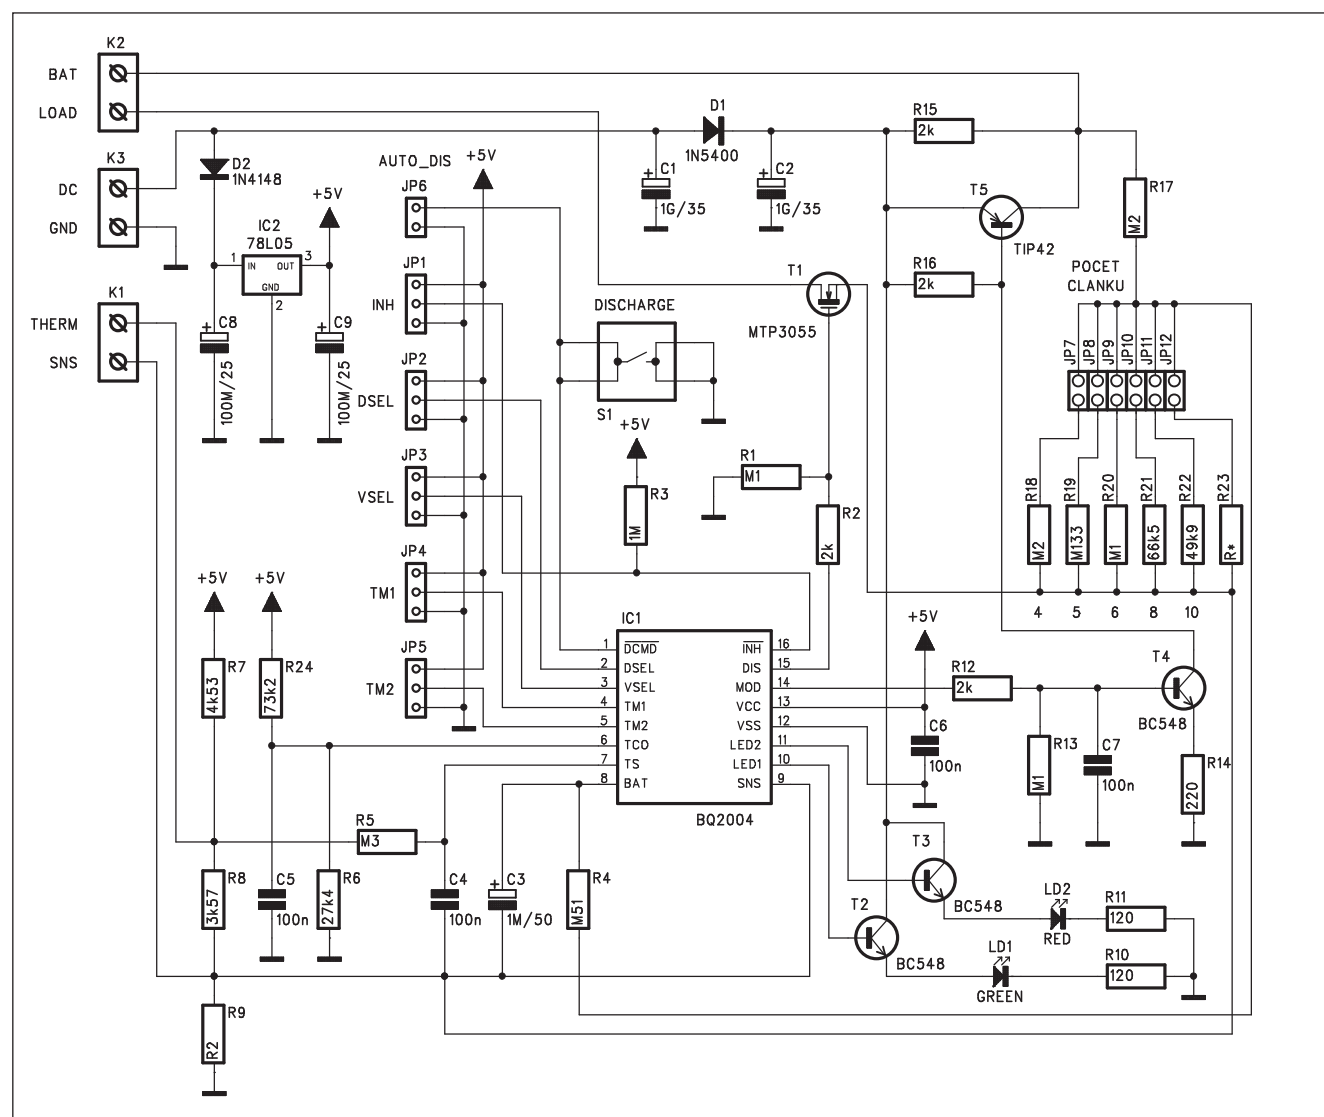 K2
BAT
LOAD
K3
DC
GND
K1
THERM
SNS
D2
1N4148
+5V
IC2
78L05
1
IN
OUT
3
GND
2
+
C8
100M/25
+
C9
100M/25
AUTO_DIS
+5V
JP6
JP1
INH
JP2
DSEL
JP3
VSEL
JP4
TM1
JP5
TM2
D1
1N5400
+
C1
1G/35
+
C2
1G/35
R15
2k
T5
TIP42
R17
M2
R16
2k
POCET
CLANKU
T1
MTP3055
DISCHARGE
S1
+5V
R3
1M
R1
M1
R2
2k
JP7
JP8
JP9
JP10
JP11
JP12
R18
M2
R19
M133
R20
M1
R21
66k5
R22
49k9
R23
R*
4
5
6
8
10
+5V
+5V
R7
4k53
R24
73k2
IC1
1
DCMD
INH
16
2
DSEL
DIS
15
3
VSEL
MOD
14
4
TM1
VCC
13
5
TM2
VSS
12
6
TCO
LED2
11
7
TS
LED1
10
8
BAT
SNS
9
BQ2004
+5V
R12
2k
T4
BC548
C6
100n
R13
M1
C7
100n
R14
220
R5
M3
R8
3k57
C5
100n
R6
27k4
C4
100n
+
C3
1M/50
R4
M51
T3
BC548
T2
BC548
LD2
RED
R11
120
LD1
GREEN
R10
120
R9
R2